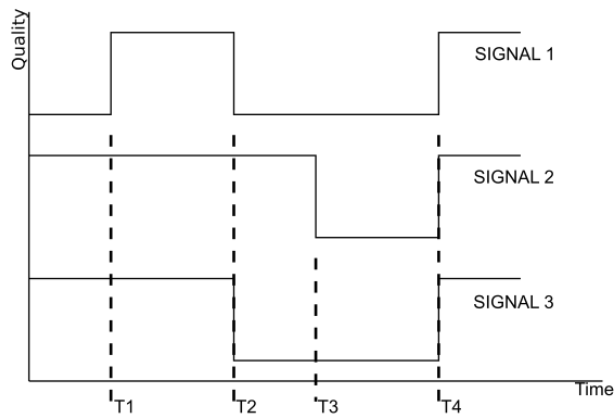 Quality
SIGNAL 1
SIGNAL 2
SIGNAL 3
Time
T1
T2
T3
T4